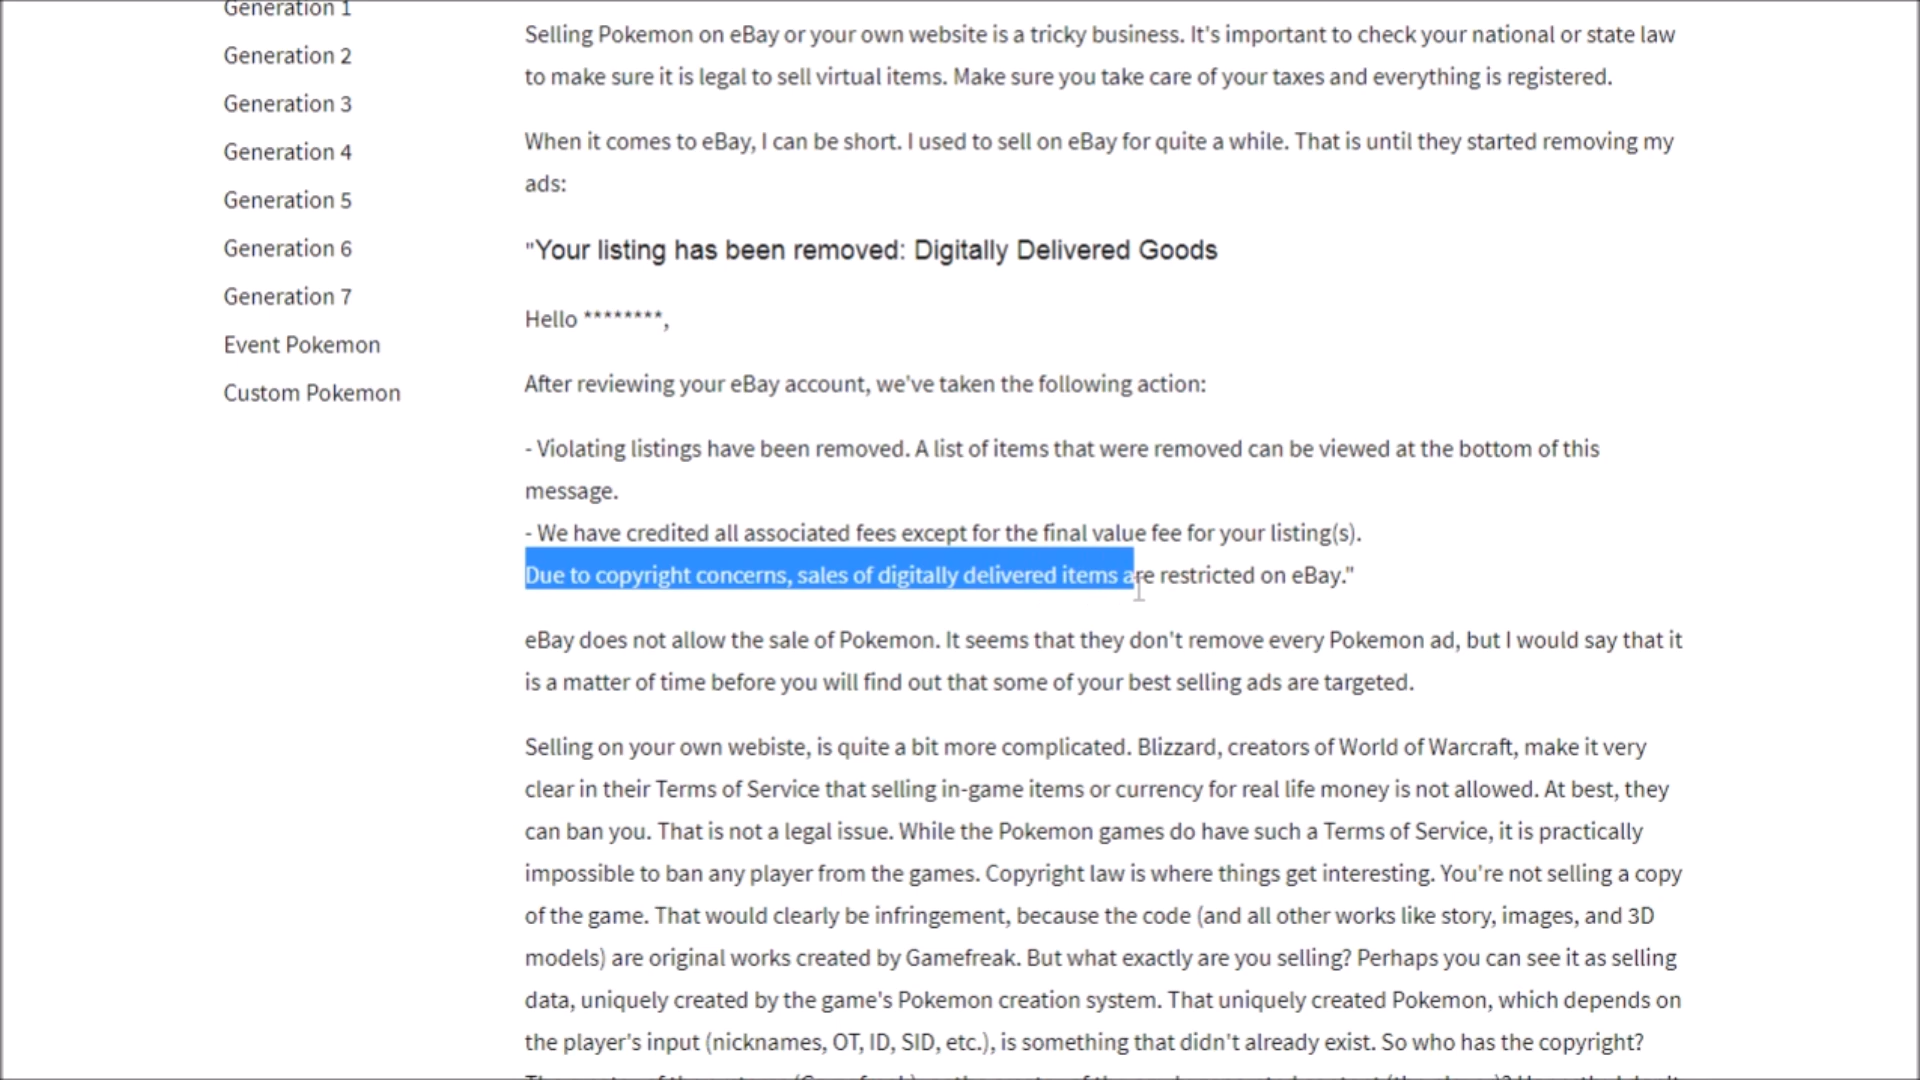 Generation 1
Generation 2
Generation 3
Generation 4
Generation 5
Generation 6
Generation 7
Event Pokemon
Custom Pokemon
Selling Pokemon on eBay or your own website is a tricky business. It's important to check your national or state law
to make sure it is legal to sell virtual items. Make sure you take care of your taxes and everything is registered.
When it comes to eBay, I can be short. I used to sell on eBay for quite a while. That is until they started removing my
ads:
"Your listing has been removed: Digitally Delivered Goods
Hello ********,
After reviewing your eBay account, we've taken the following action:
- Violating listings have been removed. A list of items that were removed can be viewed at the bottom of this
message.
- We have credited all associated fees except for the final value fee for your listing(s).
Due to copyright concerns, sales of digitally delivered items are restricted on eBay."
eBay does not allow the sale of Pokemon. It seems that they don't remove every Pokemon ad, but I would say that it
is a matter of time before you will find out that some of your best selling ads are targeted.
Selling on your own webiste, is quite a bit more complicated. Blizzard, creators of World of Warcraft, make it very
clear in their Terms of Service that selling in-game items or currency for real life money is not allowed. At best, they
can ban you. That is not a legal issue. While the Pokemon games do have such a Terms of Service, it is practically
impossible to ban any player from the games. Copyright law is where things get interesting. You're not selling a copy
of the game. That would clearly be infringement, because the code (and all other works like story, images, and 3D
models) are original works created by Gamefreak. But what exactly are you selling? Perhaps you can see it as selling
data, uniquely created by the game's Pokemon creation system. That uniquely created Pokemon, which depends on
the player's input (nicknames, OT, ID, SID, etc.), is something that didn't already exist. So who has the copyright?